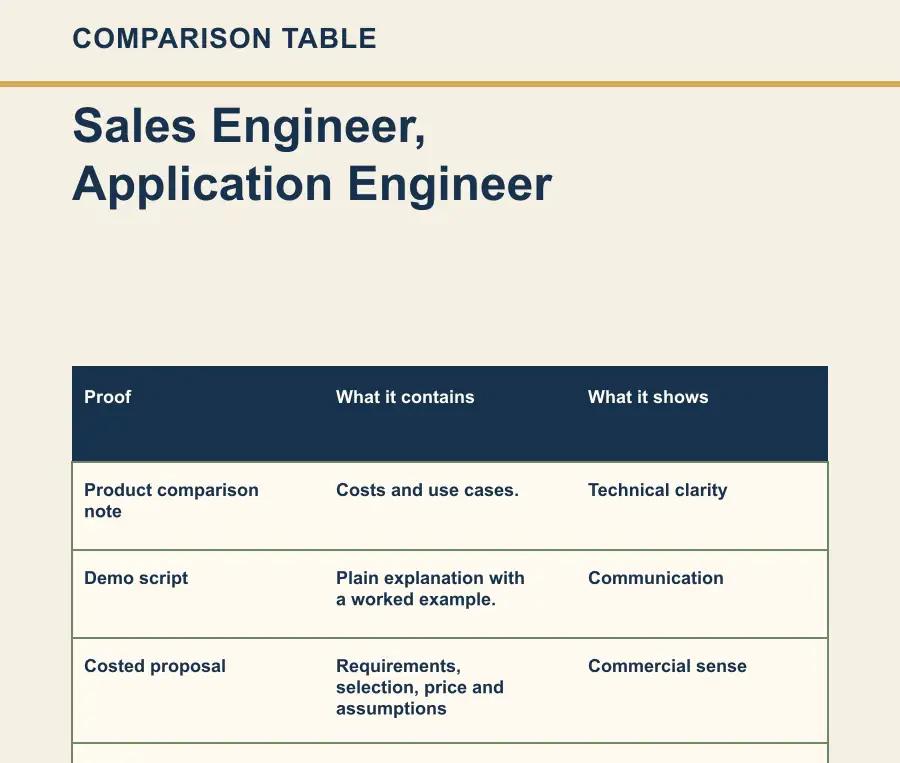 COMPARISON TABLE
Sales Engineer,
Application Engineer
Proof
What it contains
What it shows
Product comparison
note
Costs and use cases.
Technical clarity
Demo script
Plain explanation with
a worked example.
Communication
Costed proposal
Requirements,
selection, price and
assumptions
Commercial sense